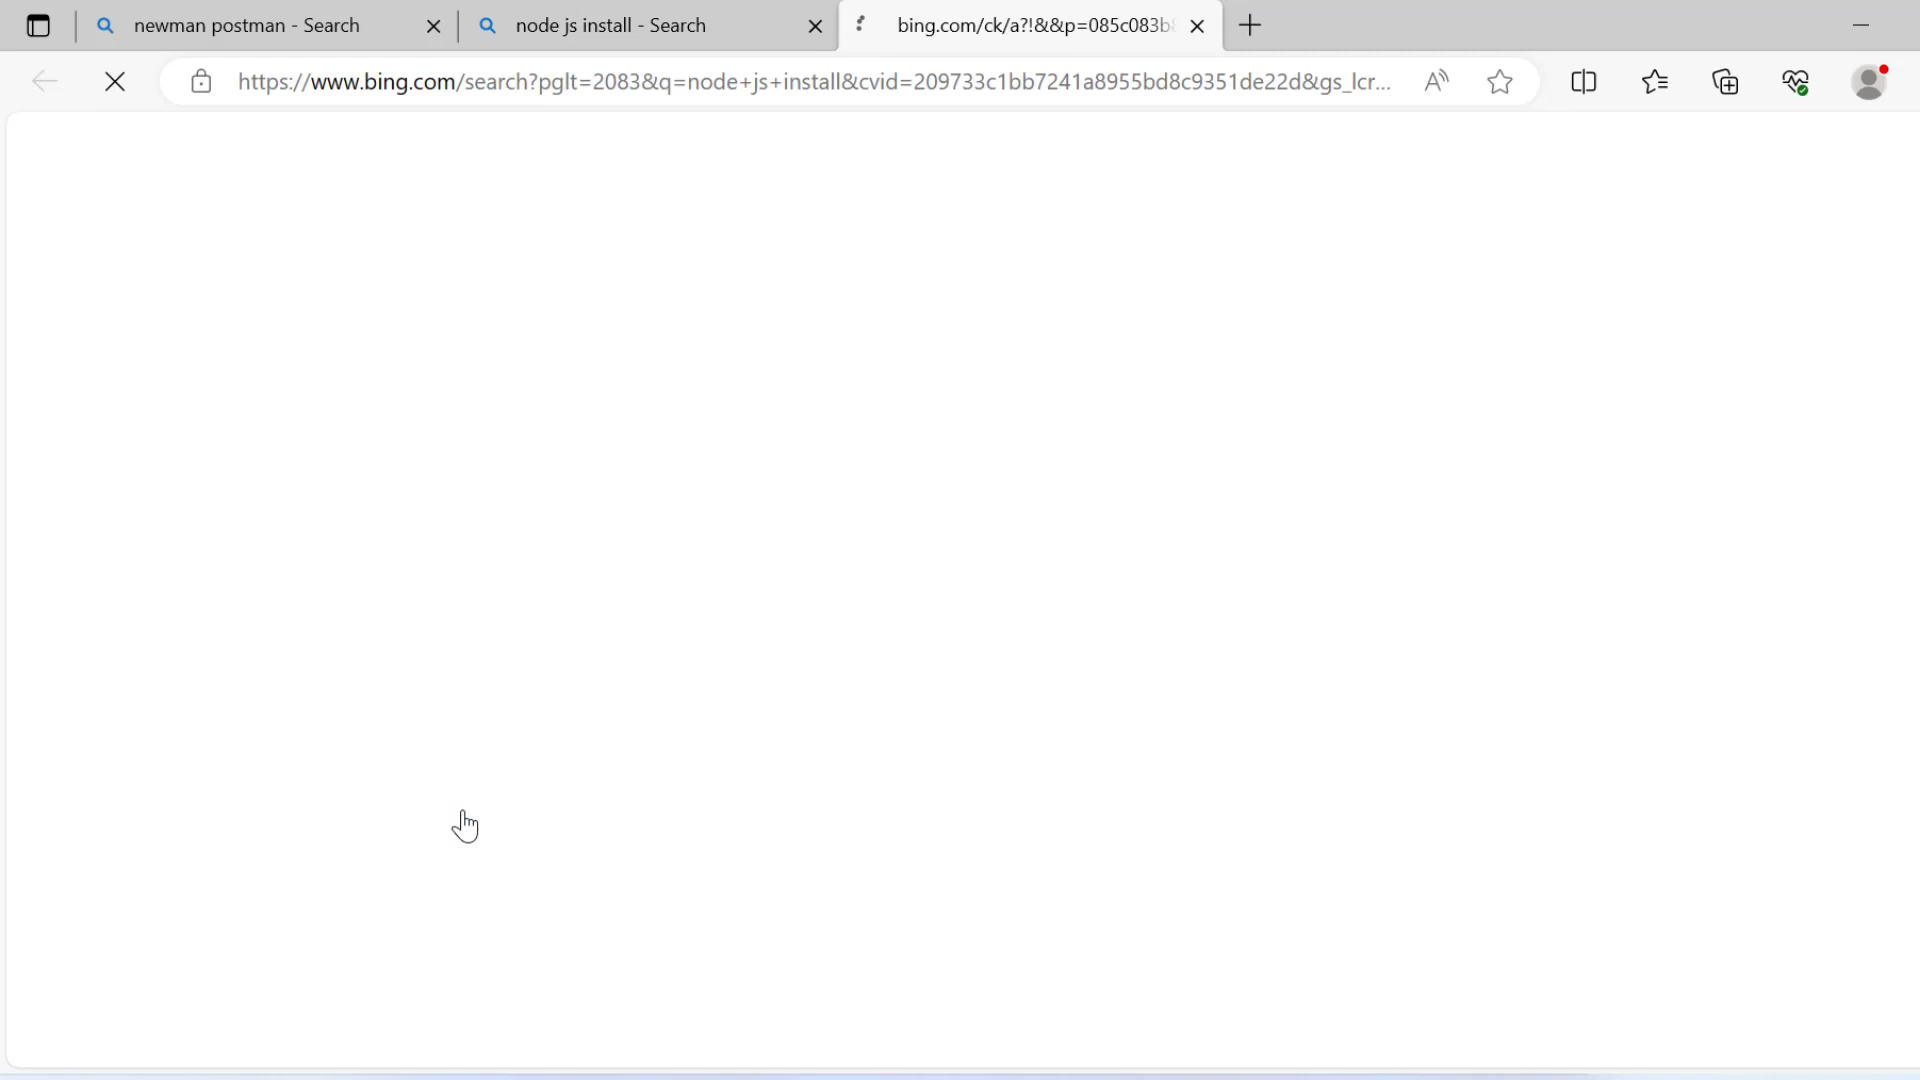 newman postman - Search
node js install - Search
bing.com/ck/a?!&&p=085c083b
https://www.bing.com/search?pglt=2083&q=node+js+install&cvid=209733c1bb7241a8955bd8c9351de22d&gs_lcr...